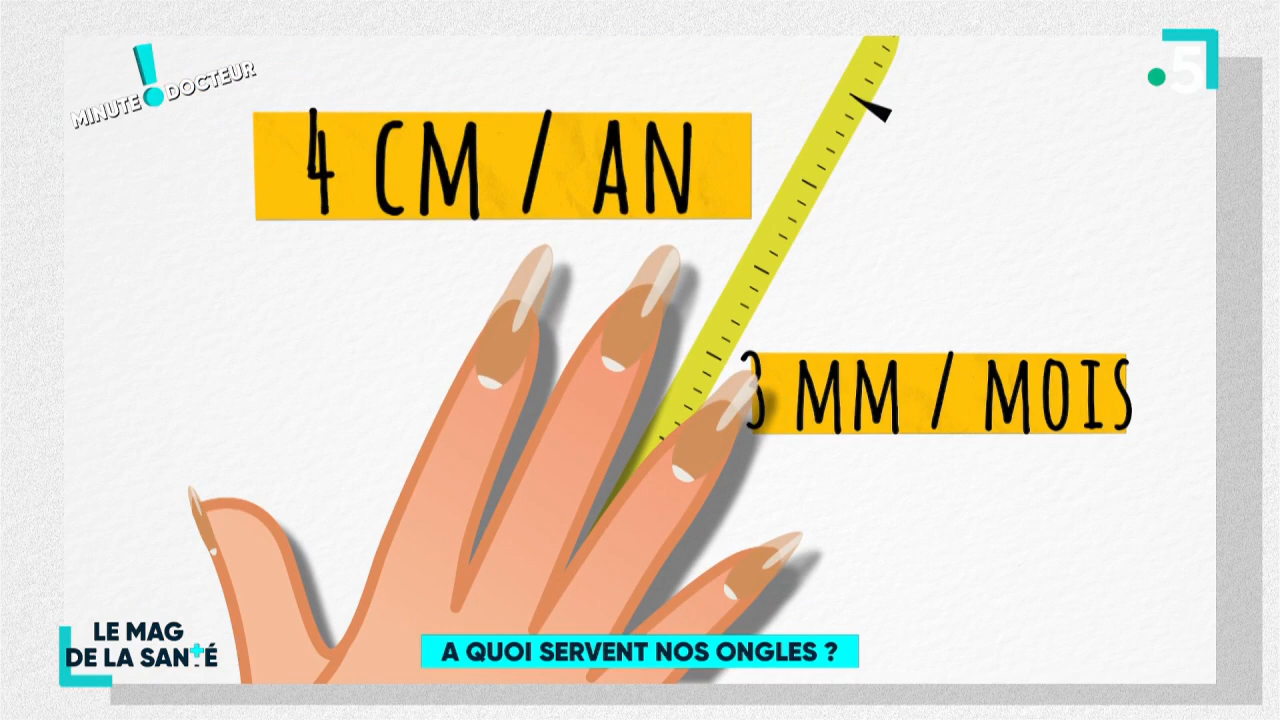 MINUTE ! DOCTEUR
5
4 CM / AN
3 MM / MOIS
LE MAG
DE LA SANTÉ
A QUOI SERVENT NOS ONGLES ?